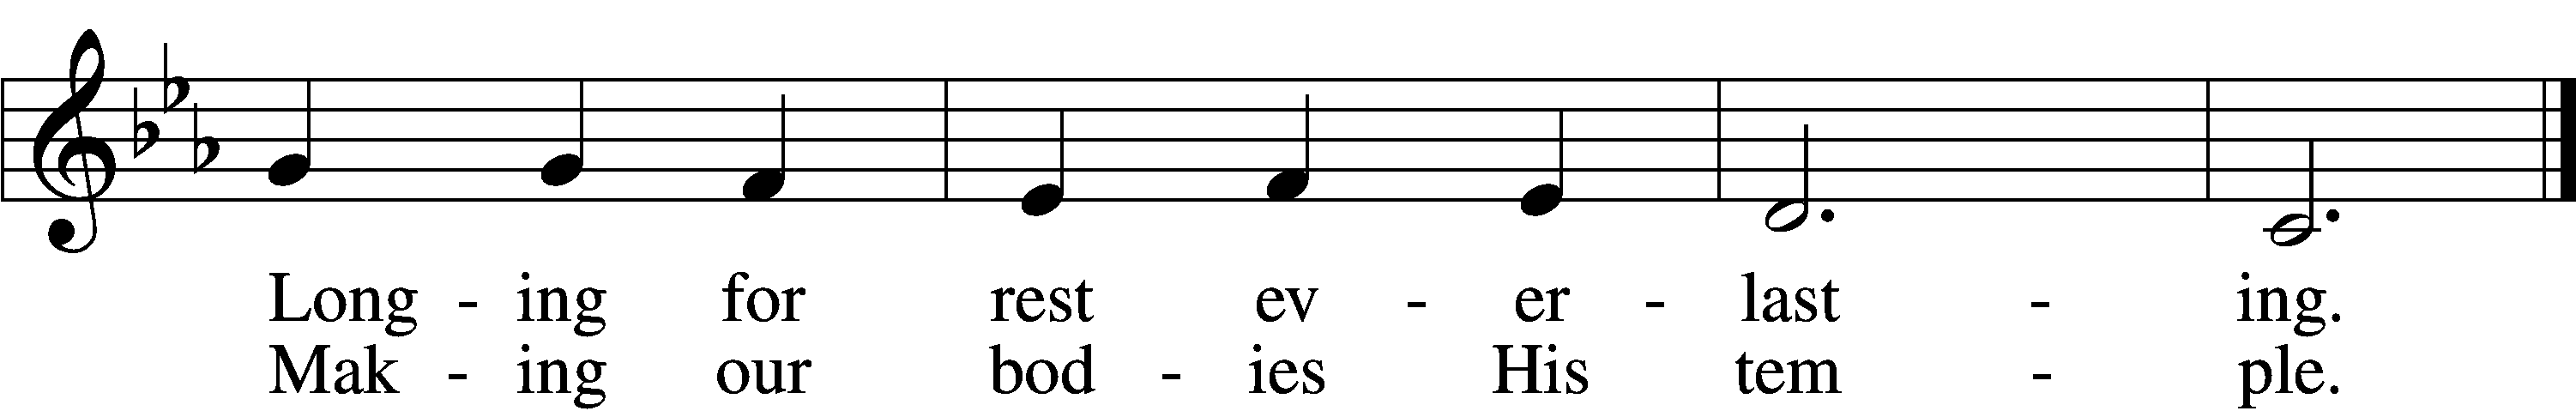 Long - ing for rest ev - er - last - ing.
Mak - ing our bod - ies His tem - ple.